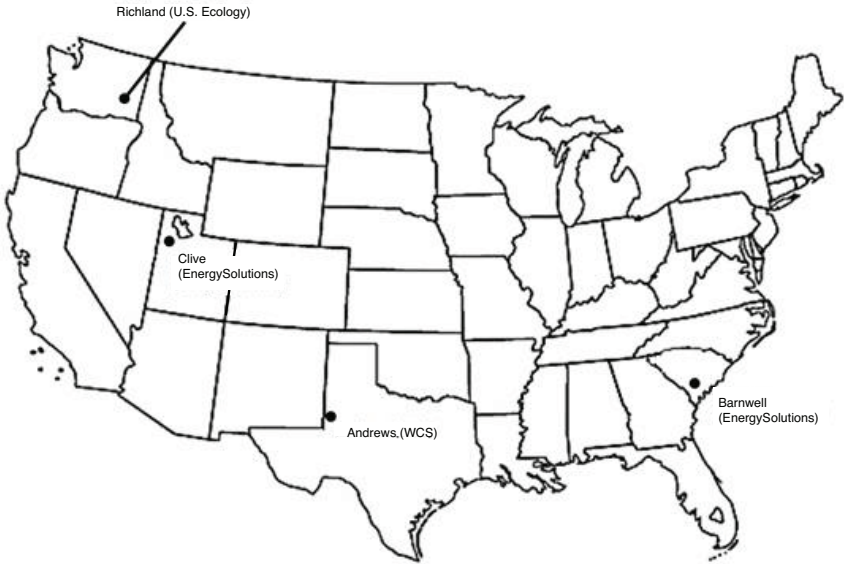 Richland (U.S. Ecology)
Clive
(EnergySolutions)
Andrews,(WCS)
Barnwell
(EnergySolutions)